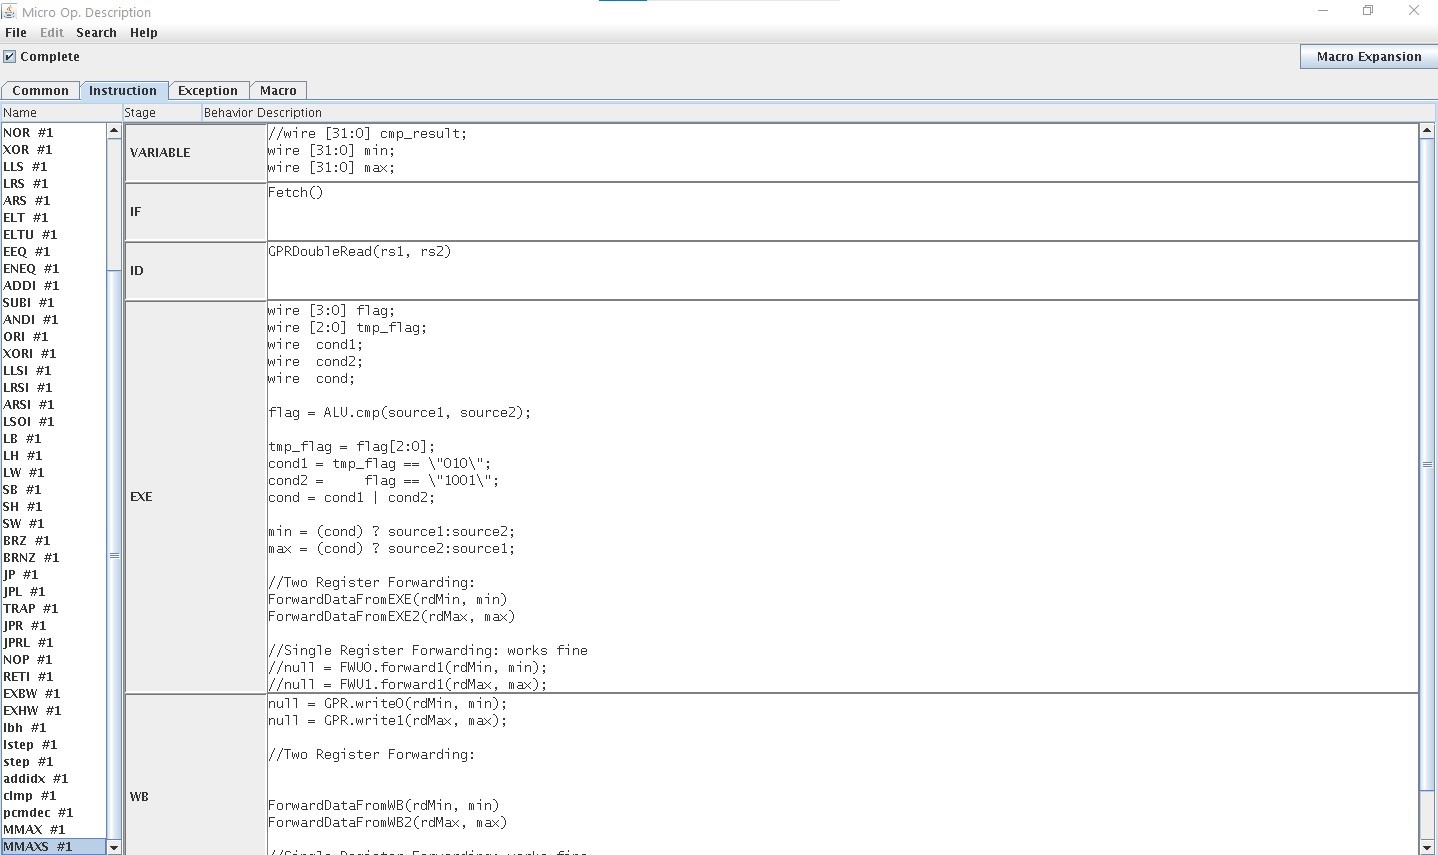 Micro Op. Description
File Edit Search Help
Complete
Macro Expansion
Common Instruction Exception Macro
Name Stage Behavior Description
NOR #1
XOR #1
LLS #1
LRS #1
ARS #1
ELT #1
ELTU #1
EEQ #1
ENEQ #1
ADDI #1
SUBI #1
ANDI #1
ORI #1
XORI #1
LLSI #1
LRSI #1
ARSI #1
LSOI #1
LB #1
LH #1
LW #1
SB #1
SH #1
SW #1
BRZ #1
BRNZ #1
JP #1
JPL #1
TRAP #1
JPR #1
JPRL #1
NOP #1
RETI #1
EXBW #1
EXHW #1
lbh #1
lstep #1
step #1
addidx #1
clmp #1
pcmdec #1
MMAX #1
MMAXS #1
VARIABLE
//wire [31:0] cmp_result;
wire [31:0] min;
wire [31:0] max;
IF
Fetch()
ID
GPRDoubleRead(rs1, rs2)
EXE
wire [3:0] flag;
wire [2:0] tmp_flag;
wire  cond1;
wire  cond2;
wire  cond;
flag = ALU.cmp(source1, source2);
tmp_flag = flag[2:0];
cond1 = tmp_flag == \"010\";
cond2 =     flag == \"1001\";
cond = cond1 | cond2;
min = (cond) ? source1:source2;
max = (cond) ? source2:source1;
//Two Register Forwarding:
ForwardDataFromEXE(rdMin, min)
ForwardDataFromEXE2(rdMax, max)
//Single Register Forwarding: works fine
//null = FWU0.forward1(rdMin, min);
//null = FWU1.forward1(rdMax, max);
WB
null = GPR.write0(rdMin, min);
null = GPR.write1(rdMax, max);
//Two Register Forwarding:
ForwardDataFromWB(rdMin, min)
ForwardDataFromWB2(rdMax, max)
//Single Register Forwarding: works fine